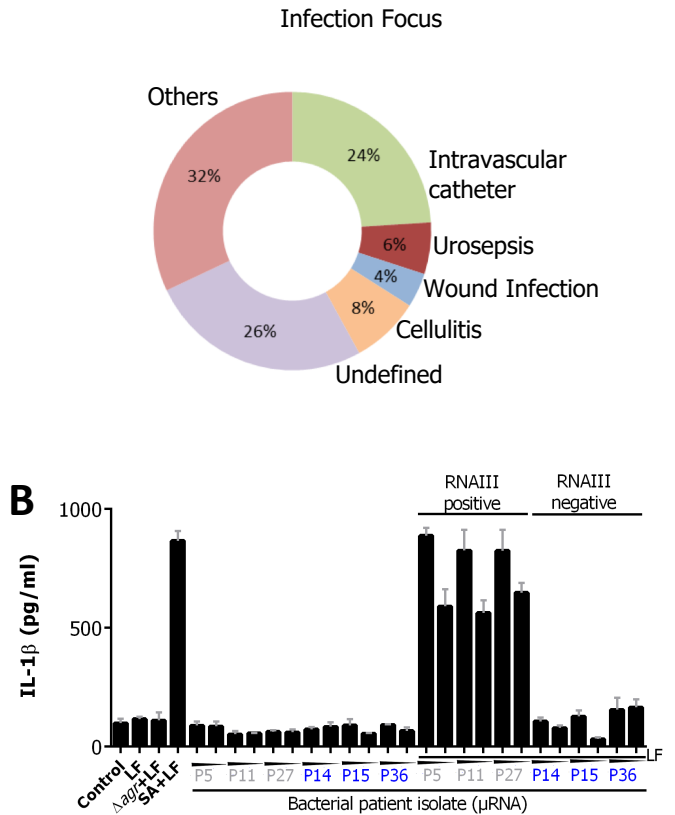 Infection Focus
Others
24%
Intravascular
catheter
32%
6%
Urosepsis
4%
Wound Infection
8%
Cellulitis
26%
Undefined
B
RNAIII
positive
RNAIII
negative
IL-1β (pg/ml)
1000
500
0
Control
LF
Δagr+LF
SA+LF
P5 P11 P27 P14 P15 P36 P5 P11 P27 P14 P15 P36
LF
Bacterial patient isolate (μRNA)